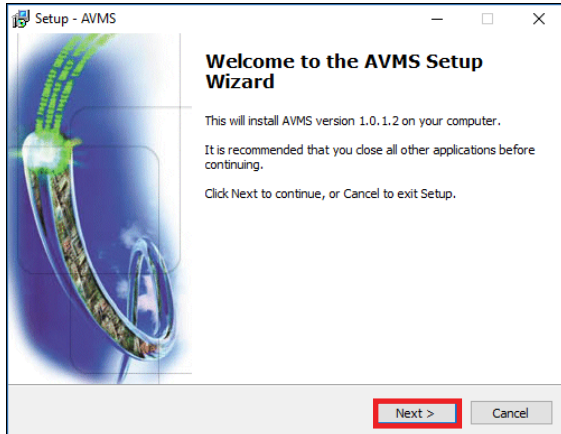 Setup - AVMS
Welcome to the AVMS Setup
Wizard
This will install AVMS version 1.0.1.2 on your computer.
It is recommended that you close all other applications before
continuing.
Click Next to continue, or Cancel to exit Setup.
Next >
Cancel